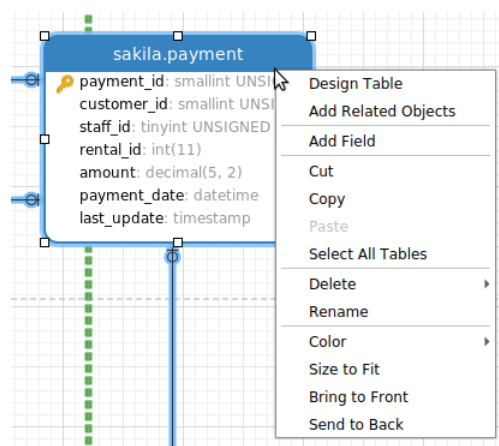 sakila.payment
payment_id: smallint UNSI
customer_id: smallint UNSI
staff_id: tinyint UNSIGNED
rental_id: int(11)
amount: decimal(5, 2)
payment_date: datetime
last_update: timestamp
Design Table
Add Related Objects
Add Field
Cut
Copy
Paste
Select All Tables
Delete
Rename
Color
Size to Fit
Bring to Front
Send to Back